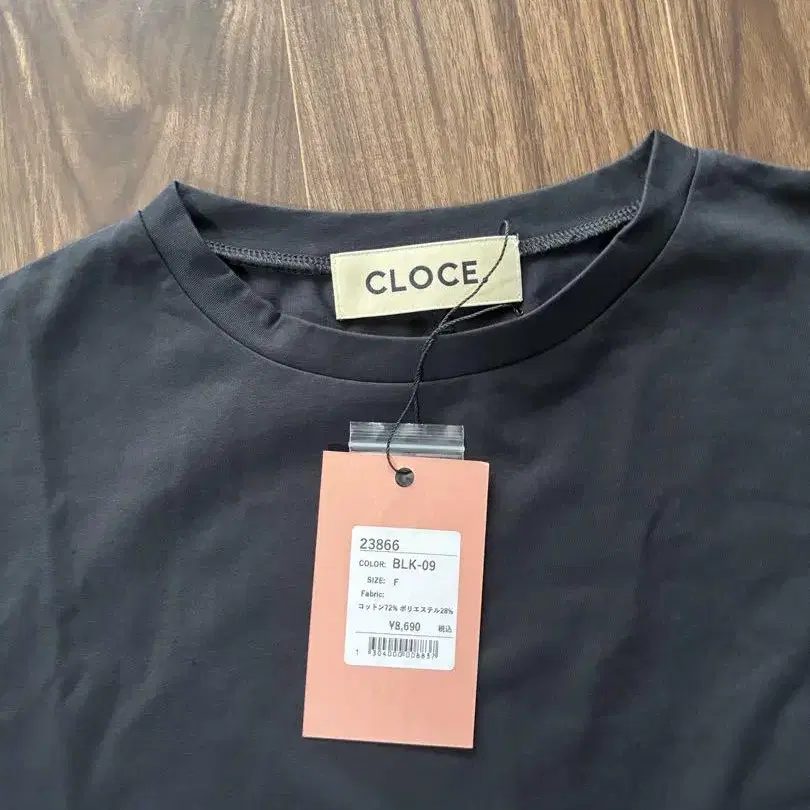 CLOCE.
23866
COLOR: BLK-09
SIZE: F
Fabric:
コットン72% ポリエステル28%
¥8,690 税込